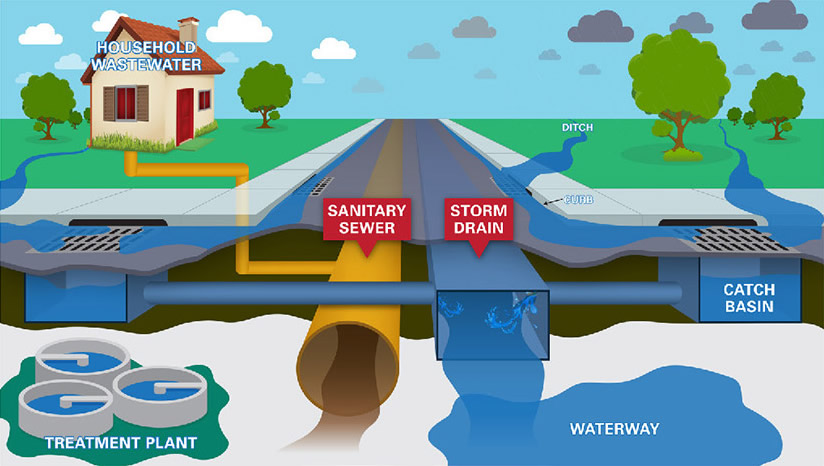 HOUSEHOLD
WASTEWATER
DITCH
CURB
SANITARY
SEWER
STORM
DRAIN
CATCH
BASIN
TREATMENT PLANT
WATERWAY